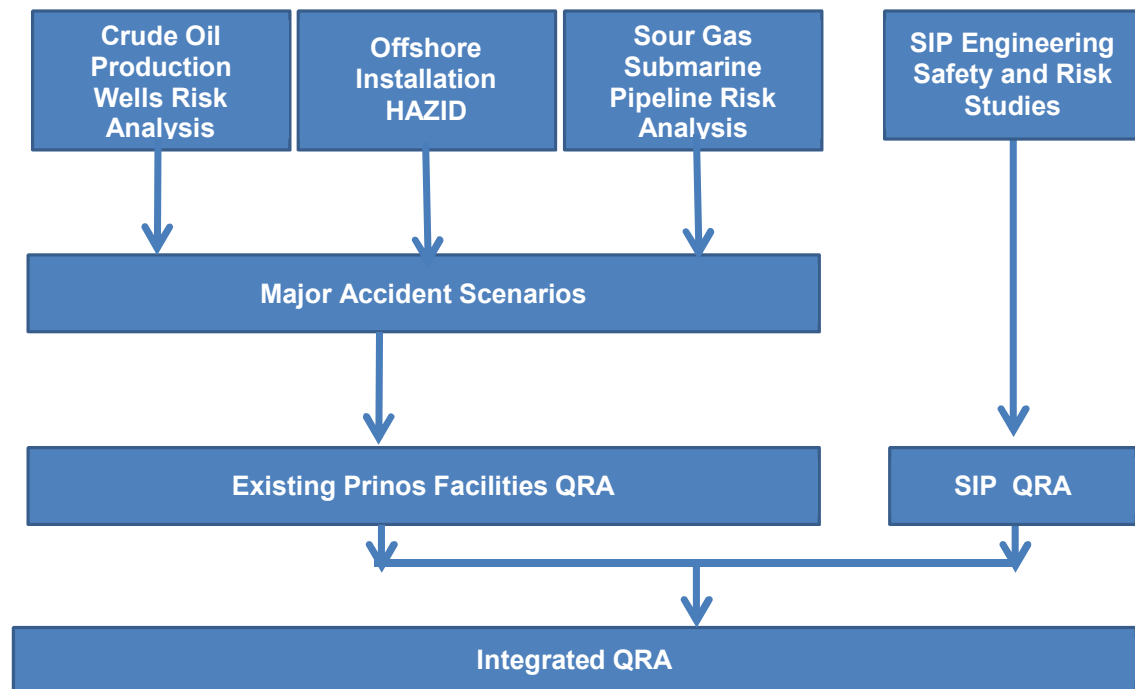 Crude Oil
Production
Wells Risk
Analysis
Offshore
Installation
HAZID
Sour Gas
Submarine
Pipeline Risk
Analysis
SIP Engineering
Safety and Risk
Studies
Major Accident Scenarios
Existing Prinos Facilities QRA
SIP QRA
Integrated QRA